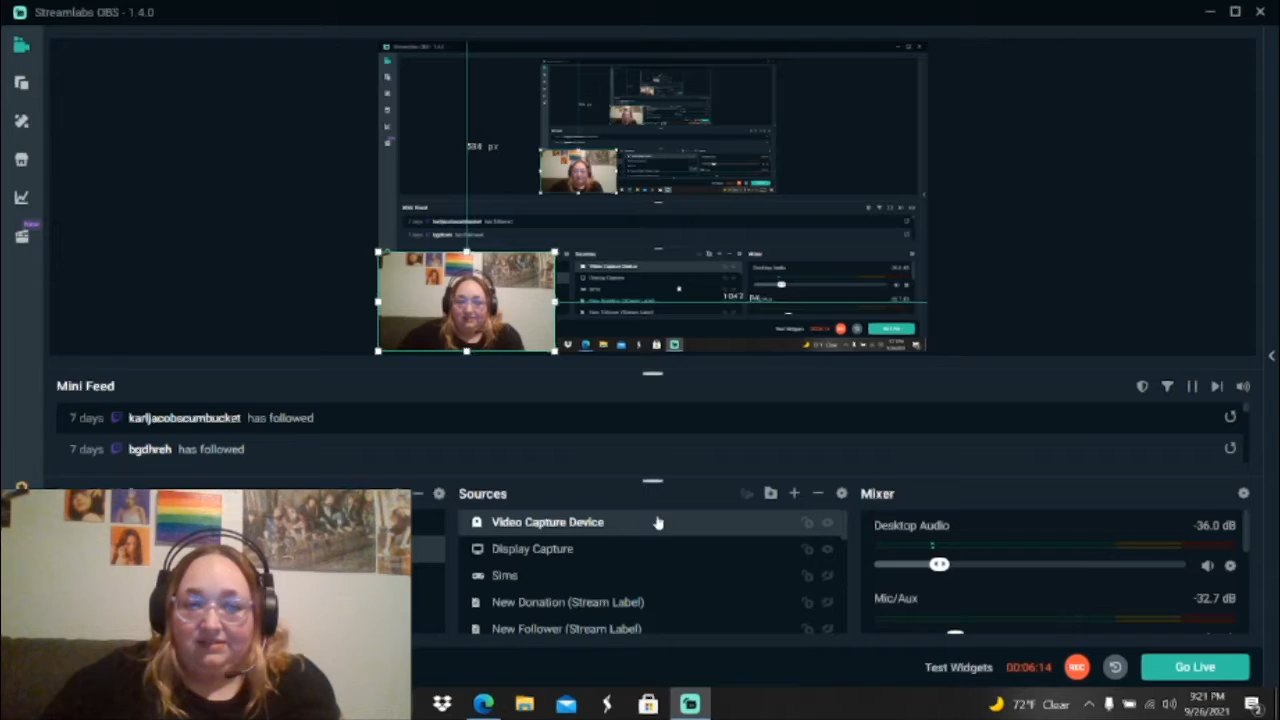 Streamlabs OBS - 1.4.0
New
Mini Feed
7 days karljacobscumbucket has followed
7 days bgdhreh has followed
Sources
Video Capture Device
Display Capture
Sims
New Donation (Stream Label)
New Follower (Stream Label)
Mixer
Desktop Audio -36.0 dB
Mic/Aux -32.7 dB
Test Widgets 00:06:14 REC Go Live
72°F Clear
9:21 PM
9/26/2021
2